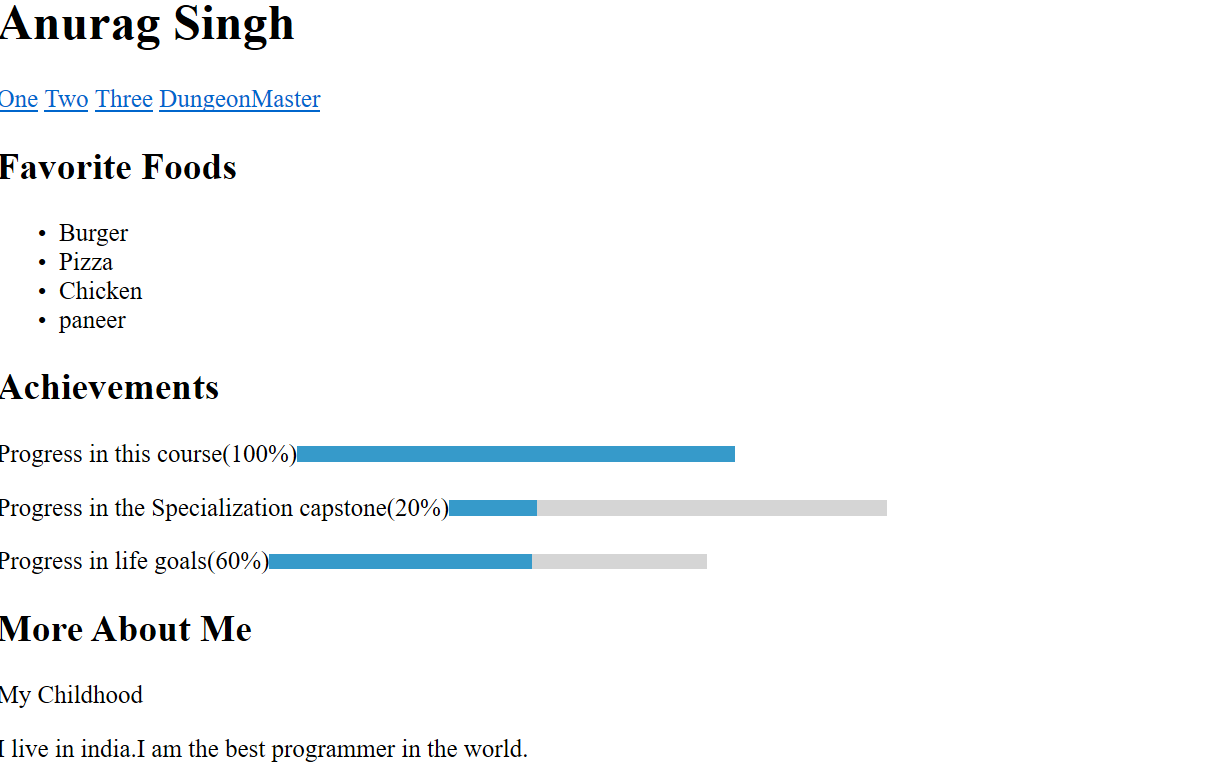 Anurag Singh
One Two Three DungeonMaster
Favorite Foods
• Burger
• Pizza
• Chicken
• paneer
Achievements
Progress in this course(100%)
Progress in the Specialization capstone(20%)
Progress in life goals(60%)
More About Me
My Childhood
I live in india.I am the best programmer in the world.